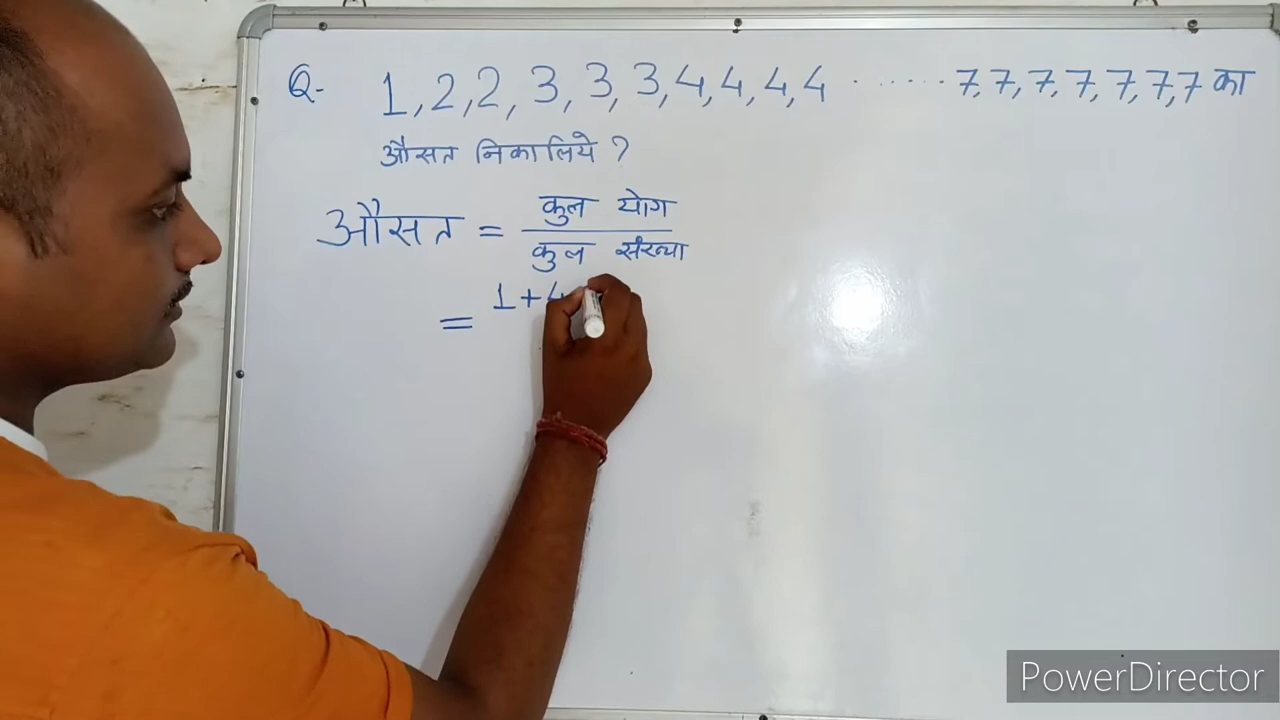 Q- 1, 2, 2, 3, 3, 3, 4, 4, 4, 4 ........ 7, 7, 7, 7, 7, 7, 7 का
औसत निकालिये ?
औसत = कुल योग
कुल संख्या
= 1 + 4
PowerDirector